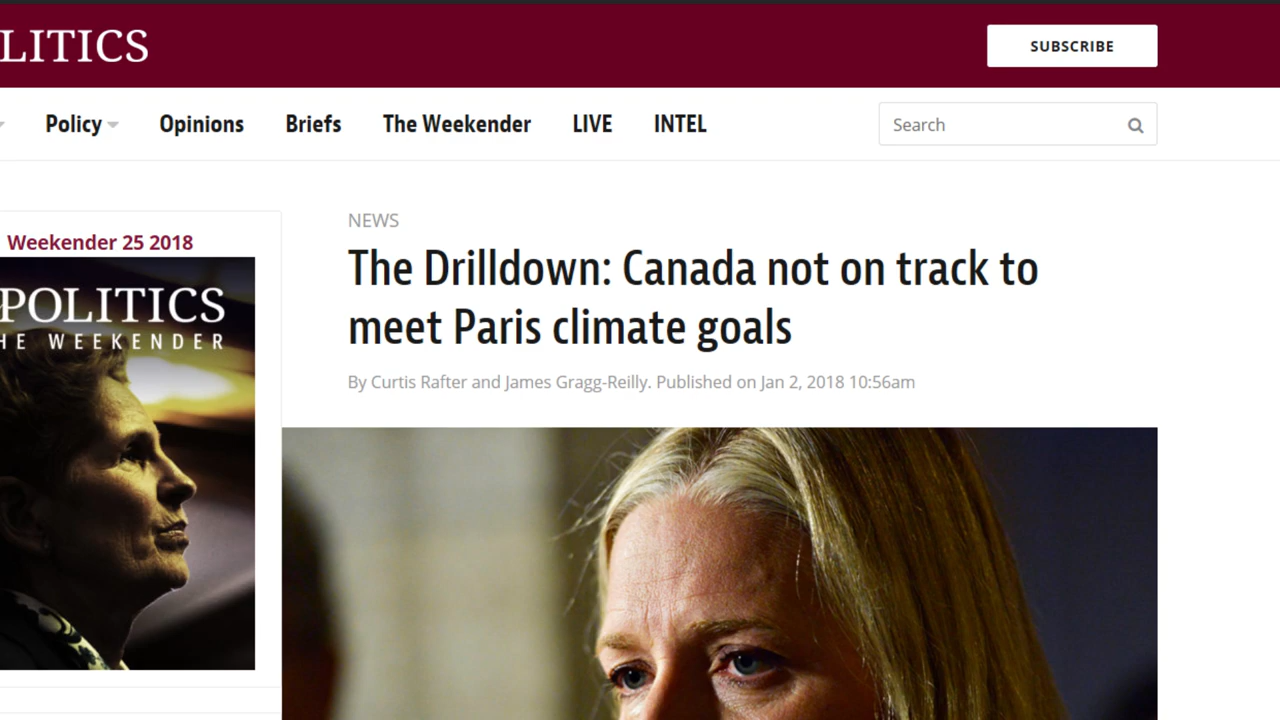 LITICS
SUBSCRIBE
Policy
Opinions
Briefs
The Weekender
LIVE
INTEL
Search
Weekender 25 2018
POLITICS
HE WEEKENDER
NEWS
The Drilldown: Canada not on track to
meet Paris climate goals
By Curtis Rafter and James Gragg-Reilly. Published on Jan 2, 2018 10:56am